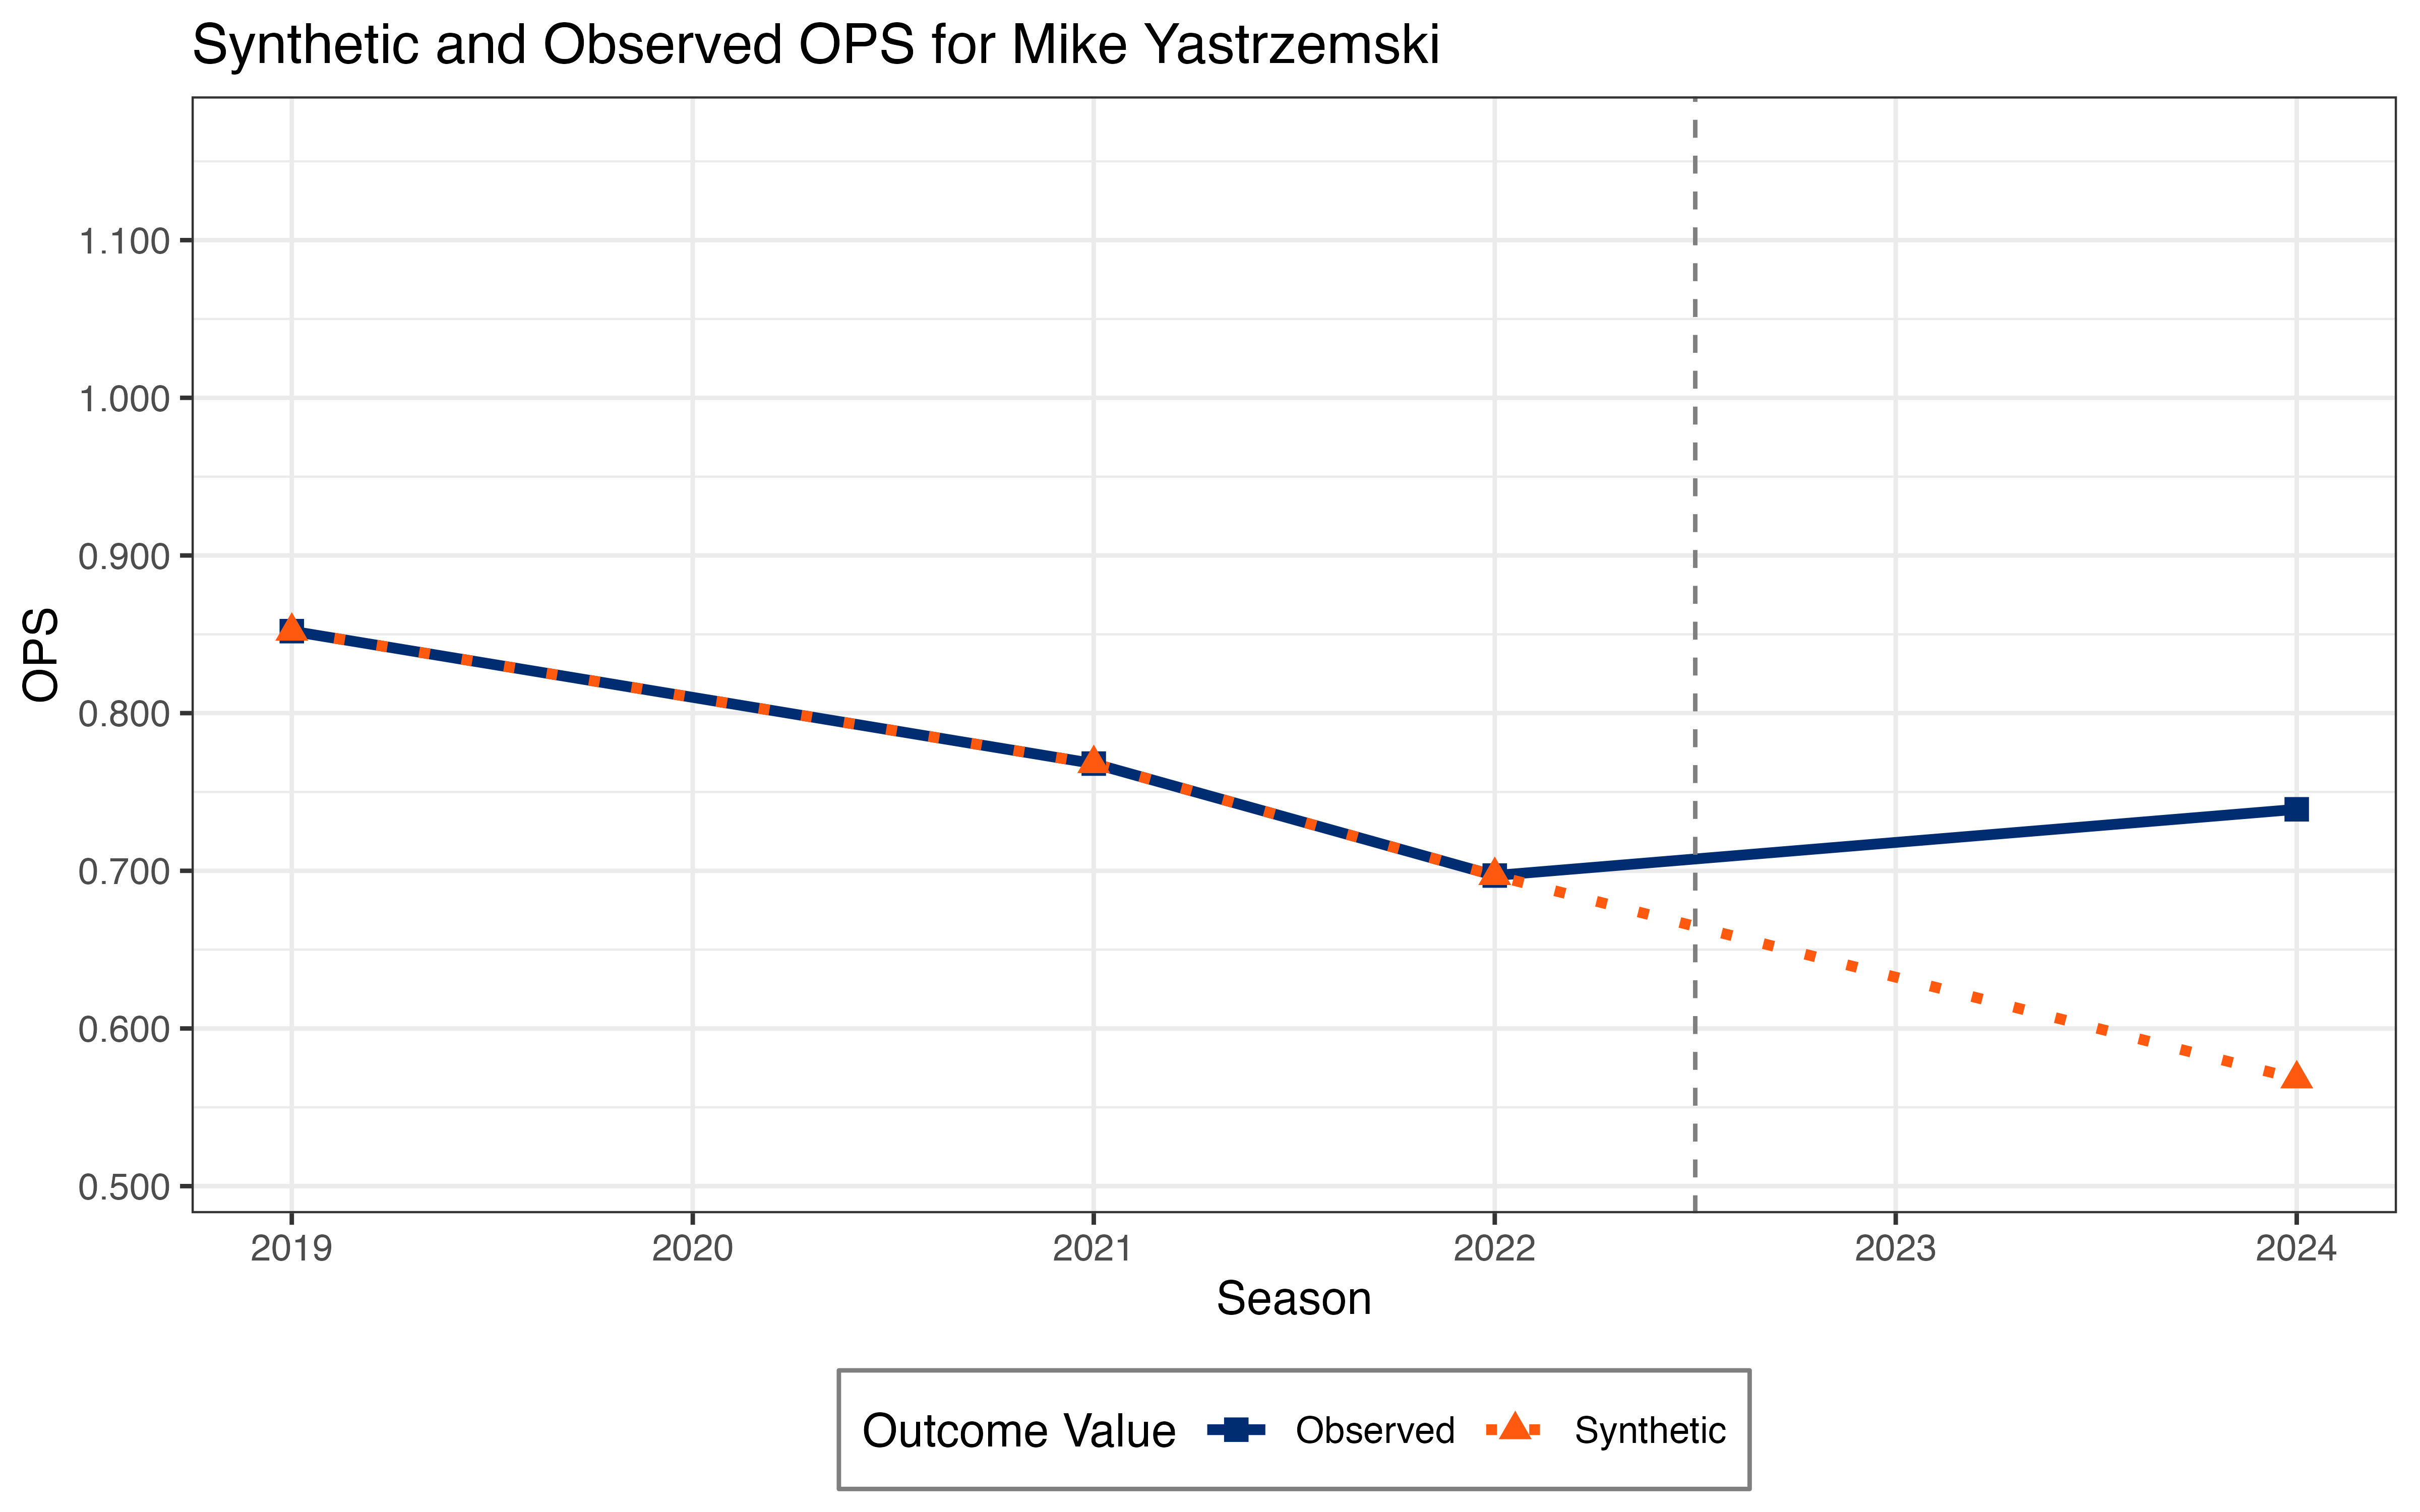 Synthetic and Observed OPS for Mike Yastrzemski
1.100
1.000
0.900
0.800
0.700
0.600
0.500
OPS
2019 2020 2021 2022 2023 2024
Season
Outcome Value Observed Synthetic